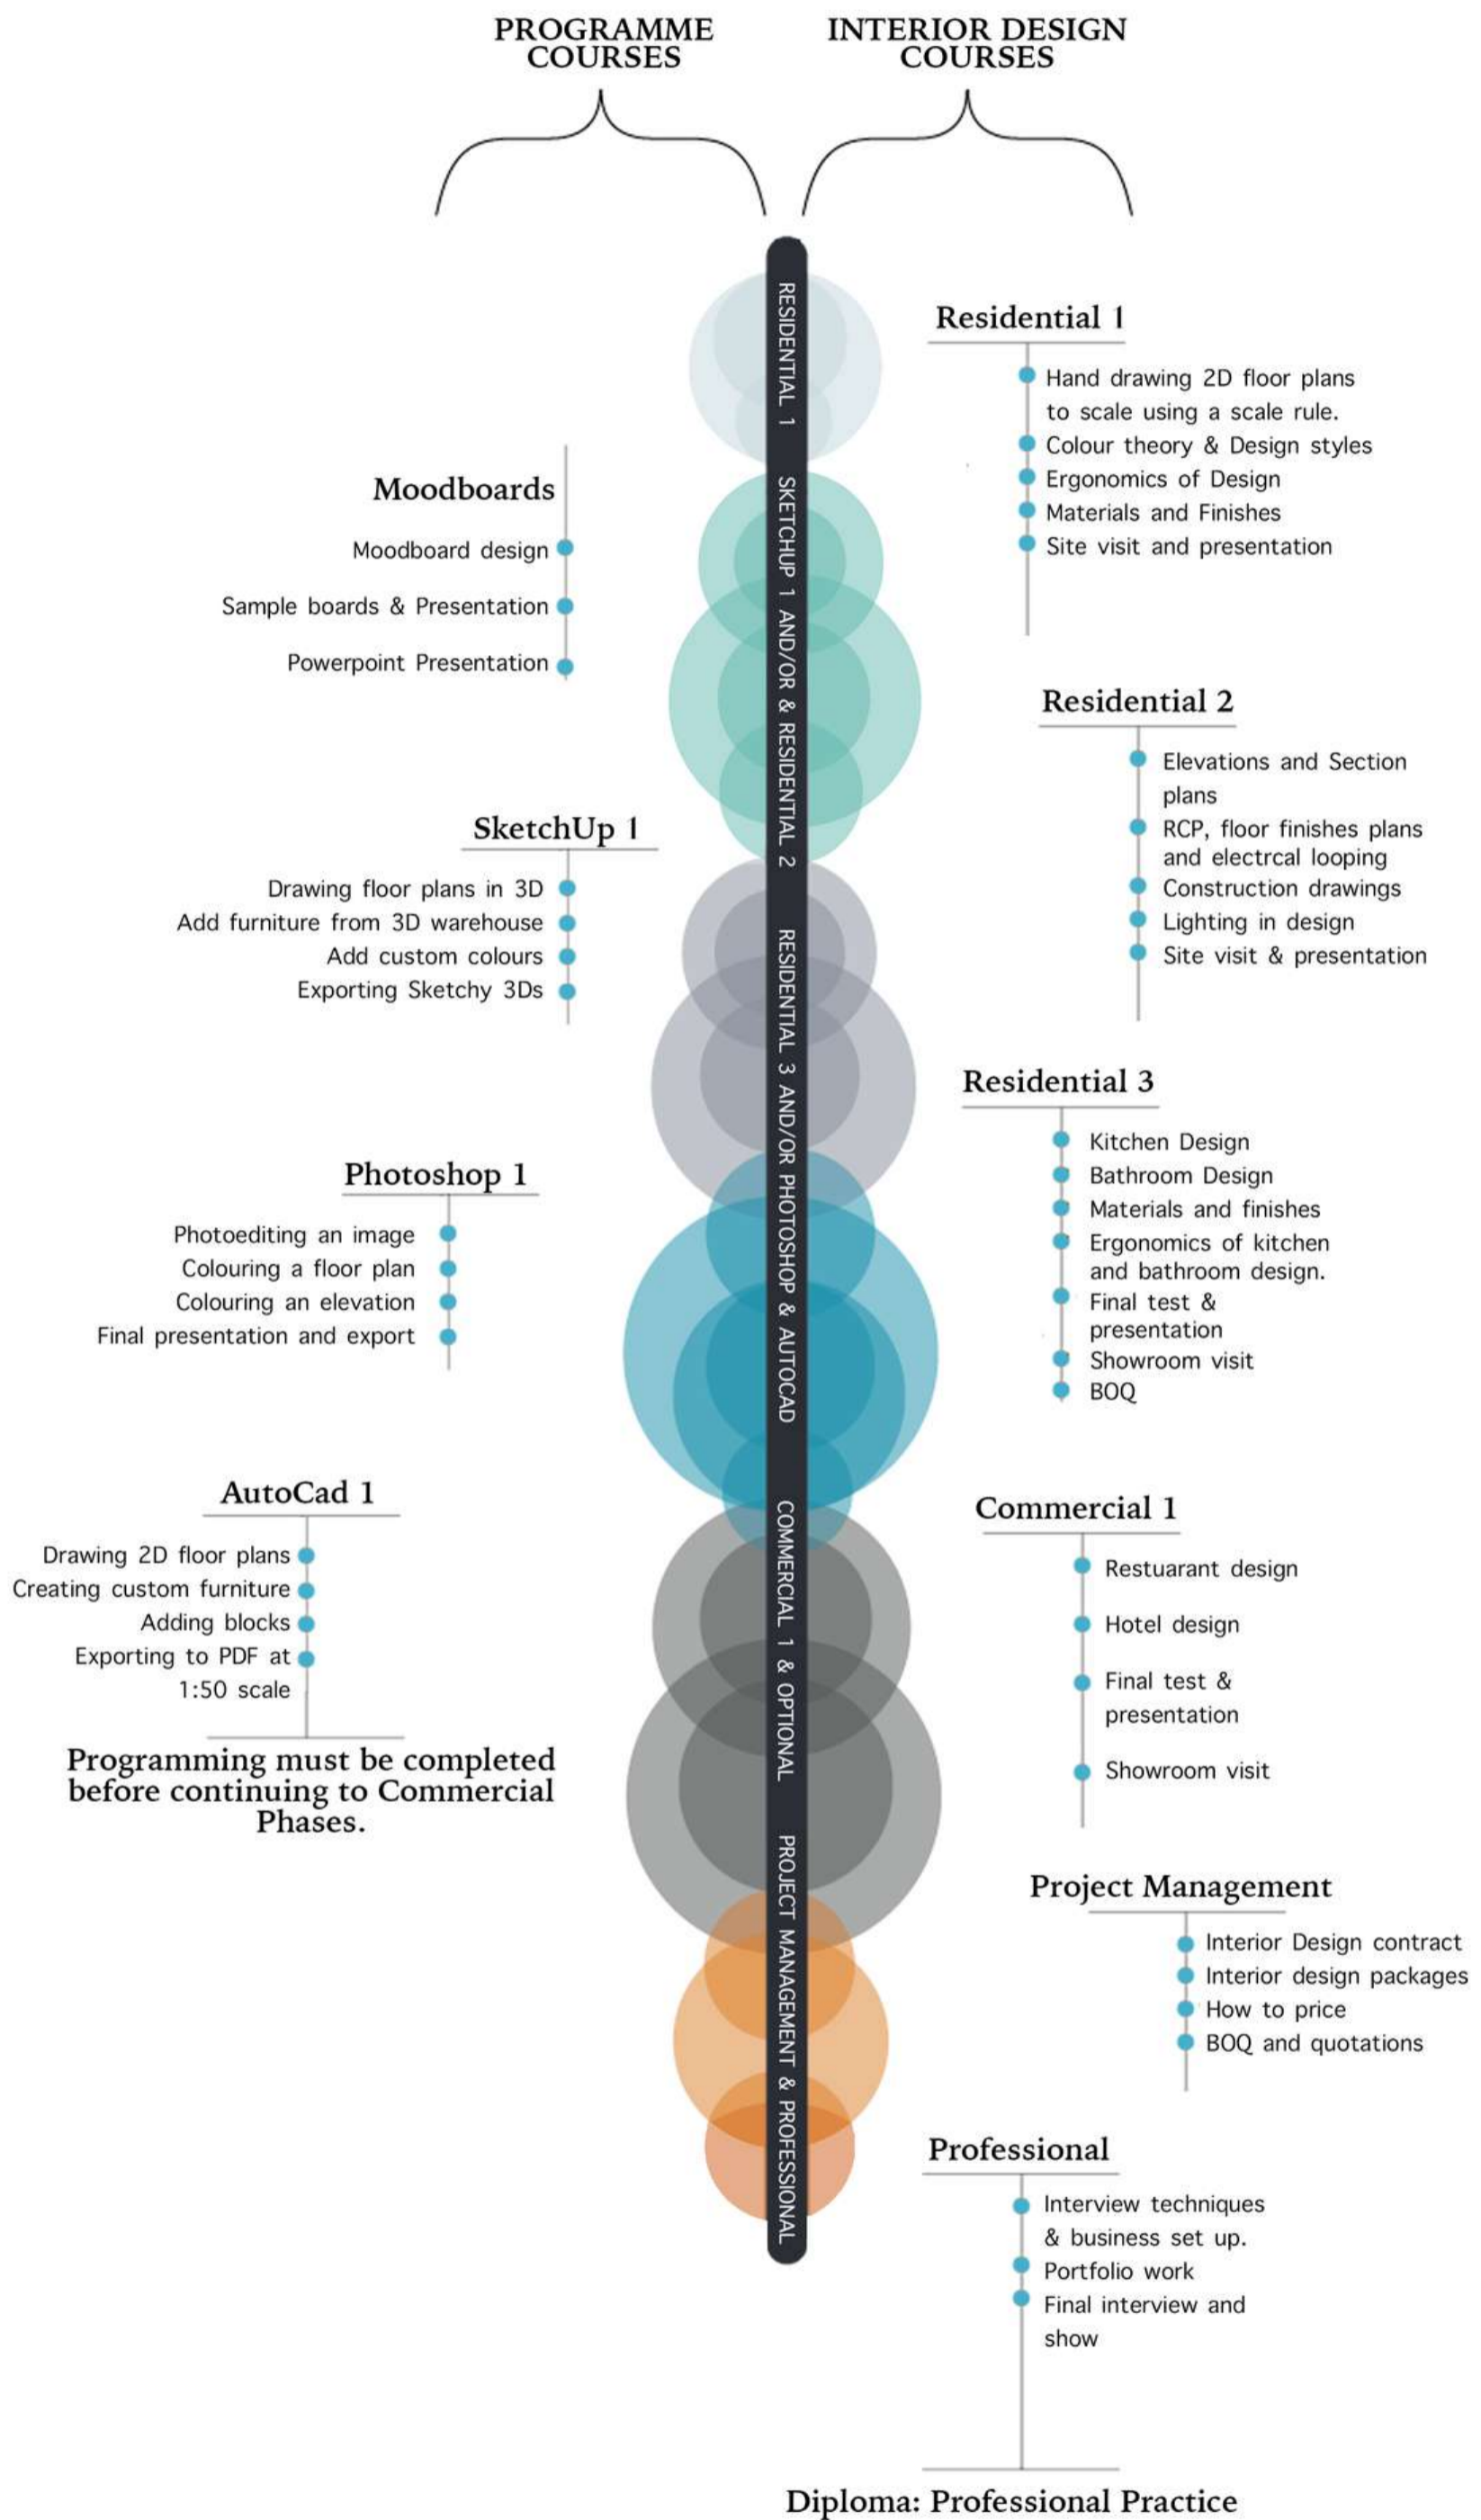 PROGRAMME
COURSES
INTERIOR DESIGN
COURSES
RESIDENTIAL 1
SKETCHUP 1 AND/OR & RESIDENTIAL 2
RESIDENTIAL 3 AND/OR PHOTOSHOP & AUTOCAD
COMMERCIAL 1 & OPTIONAL
PROJECT MANAGEMENT & PROFESSIONAL
Moodboards
Moodboard design
Sample boards & Presentation
Powerpoint Presentation
SketchUp 1
Drawing floor plans in 3D
Add furniture from 3D warehouse
Add custom colours
Exporting Sketchy 3Ds
Photoshop 1
Photoediting an image
Colouring a floor plan
Colouring an elevation
Final presentation and export
AutoCad 1
Drawing 2D floor plans
Creating custom furniture
Adding blocks
Exporting to PDF at
1:50 scale
Programming must be completed
before continuing to Commercial
Phases.
Residential 1
Hand drawing 2D floor plans
to scale using a scale rule.
Colour theory & Design styles
Ergonomics of Design
Materials and Finishes
Site visit and presentation
Residential 2
Elevations and Section
plans
RCP, floor finishes plans
and electrcal looping
Construction drawings
Lighting in design
Site visit & presentation
Residential 3
Kitchen Design
Bathroom Design
Materials and finishes
Ergonomics of kitchen
and bathroom design.
Final test &
presentation
Showroom visit
BOQ
Commercial 1
Restuarant design
Hotel design
Final test &
presentation
Showroom visit
Project Management
Interior Design contract
Interior design packages
How to price
BOQ and quotations
Professional
Interview techniques
& business set up.
Portfolio work
Final interview and
show
Diploma: Professional Practice